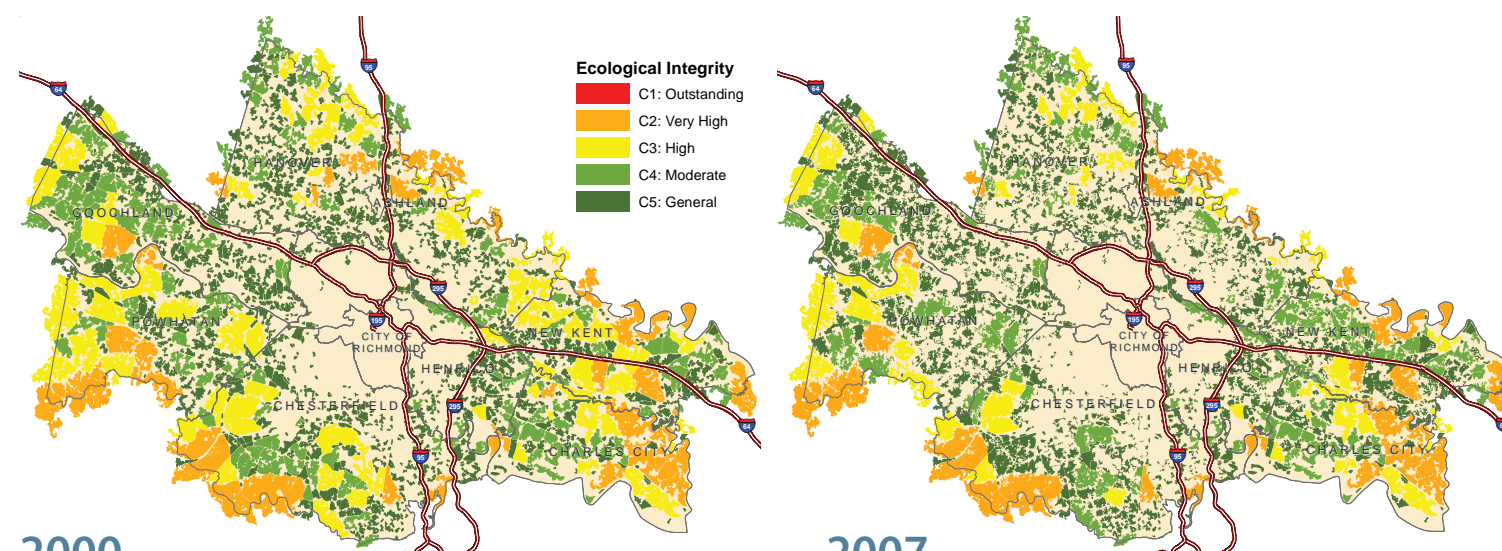 95
64
Ecological Integrity
C1: Outstanding
C2: Very High
C3: High
C4: Moderate
C5: General
HANOVER
ASHLAND
GOOCHLAND
295
POWHATAN
195
CITY OF
RICHMOND
NEW KENT
HENRICO
CHESTERFIELD
295
64
CHARLES CITY
95
2000
95
64
HANOVER
ASHLAND
GOOCHLAND
295
POWHATAN
195
CITY OF
RICHMOND
NEW KENT
HENRICO
CHESTERFIELD
295
CHARLES CITY
95
2007